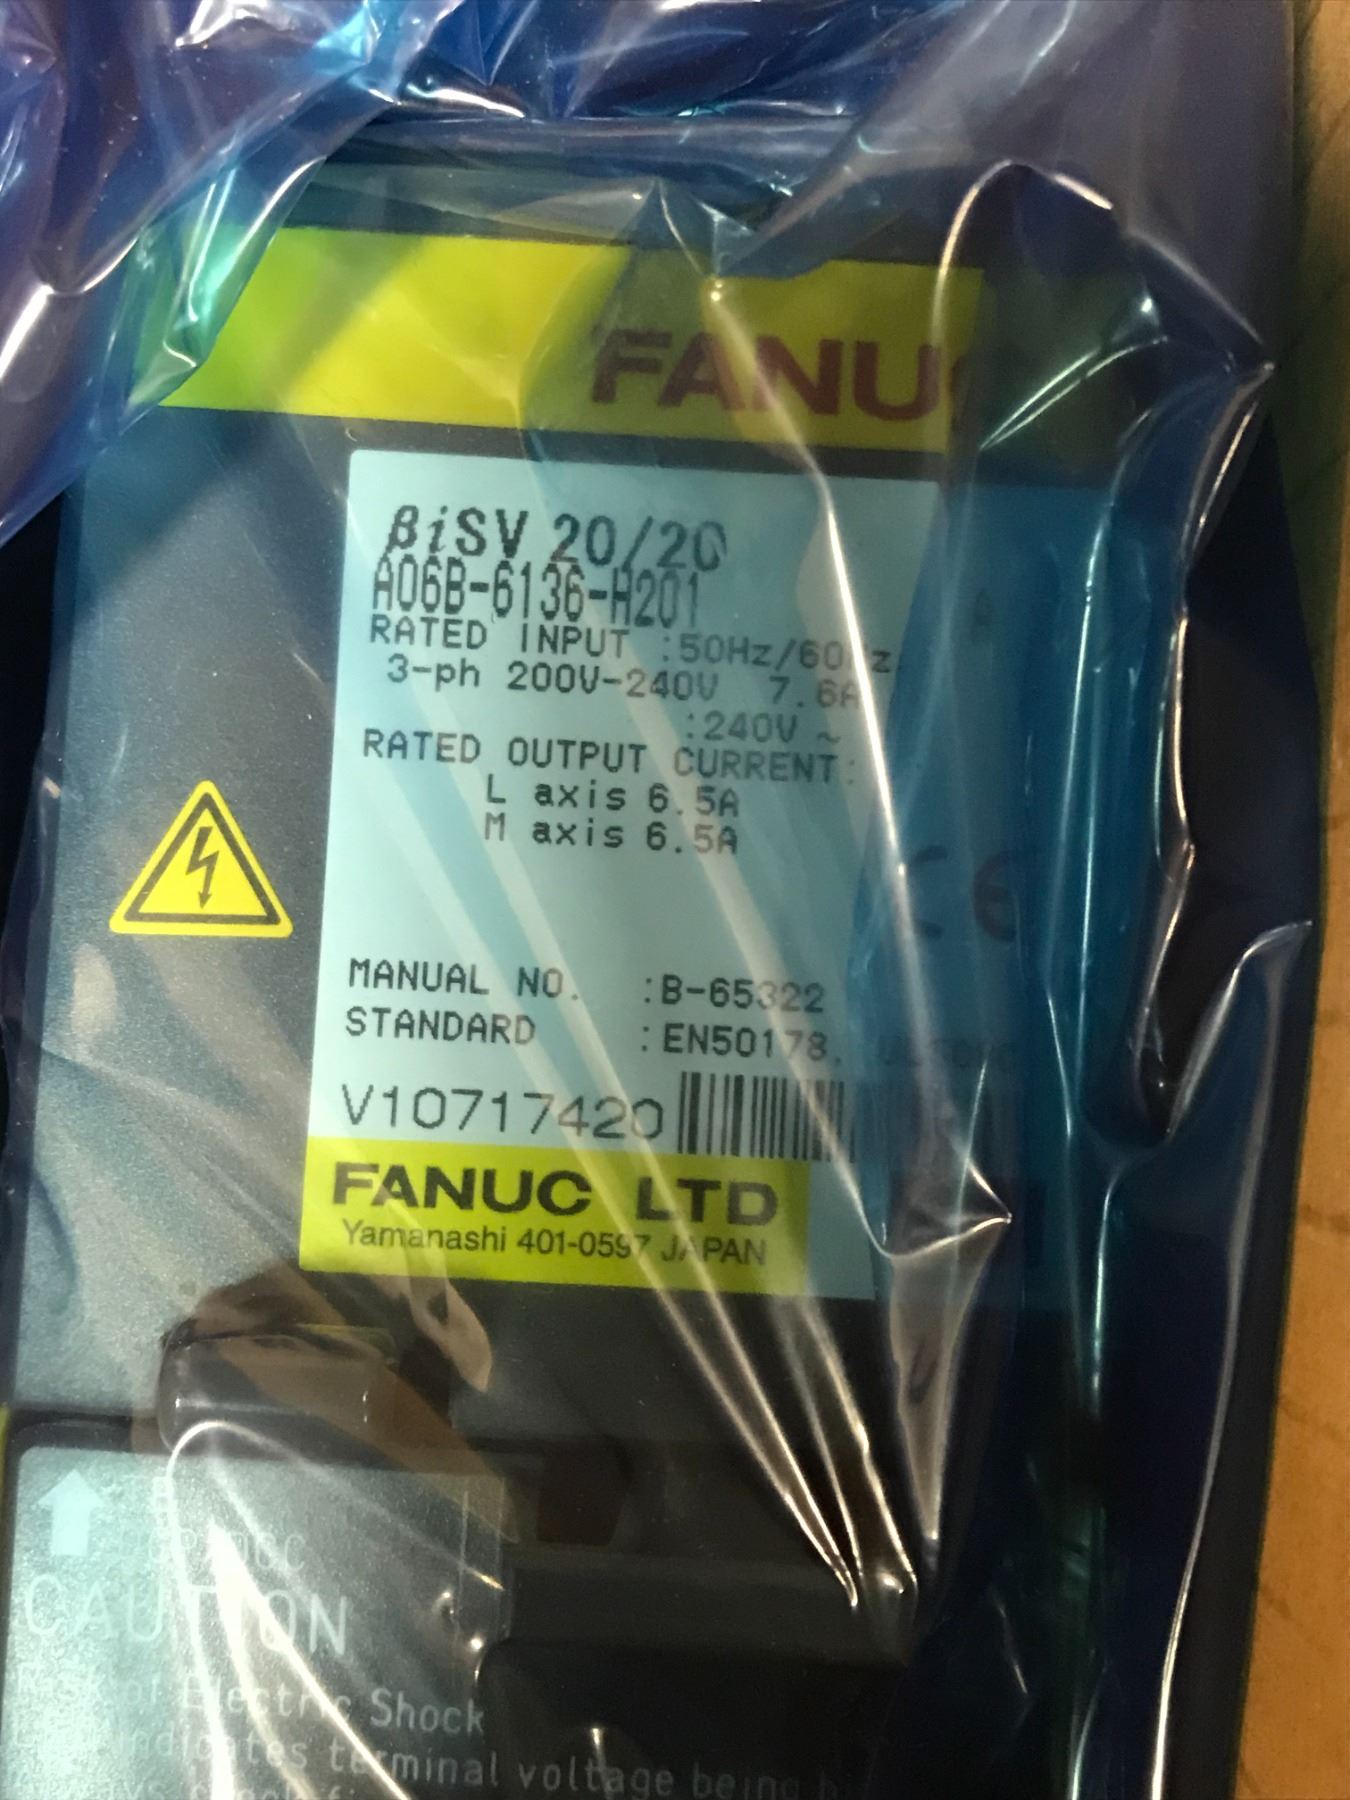 FANUC
βiSV 20/20
A06B-6136-H201
RATED INPUT :50Hz/60Hz
3-ph 200V-240V 7.6A
:240V ~
RATED OUTPUT CURRENT:
L axis 6.5A
M axis 6.5A
CE
MANUAL NO. :B-65322
STANDARD :EN50178,
V10717420
FANUC LTD
Yamanashi 401-0597 JAPAN
CAUTION
of Electric Shock
indicates terminal voltage being